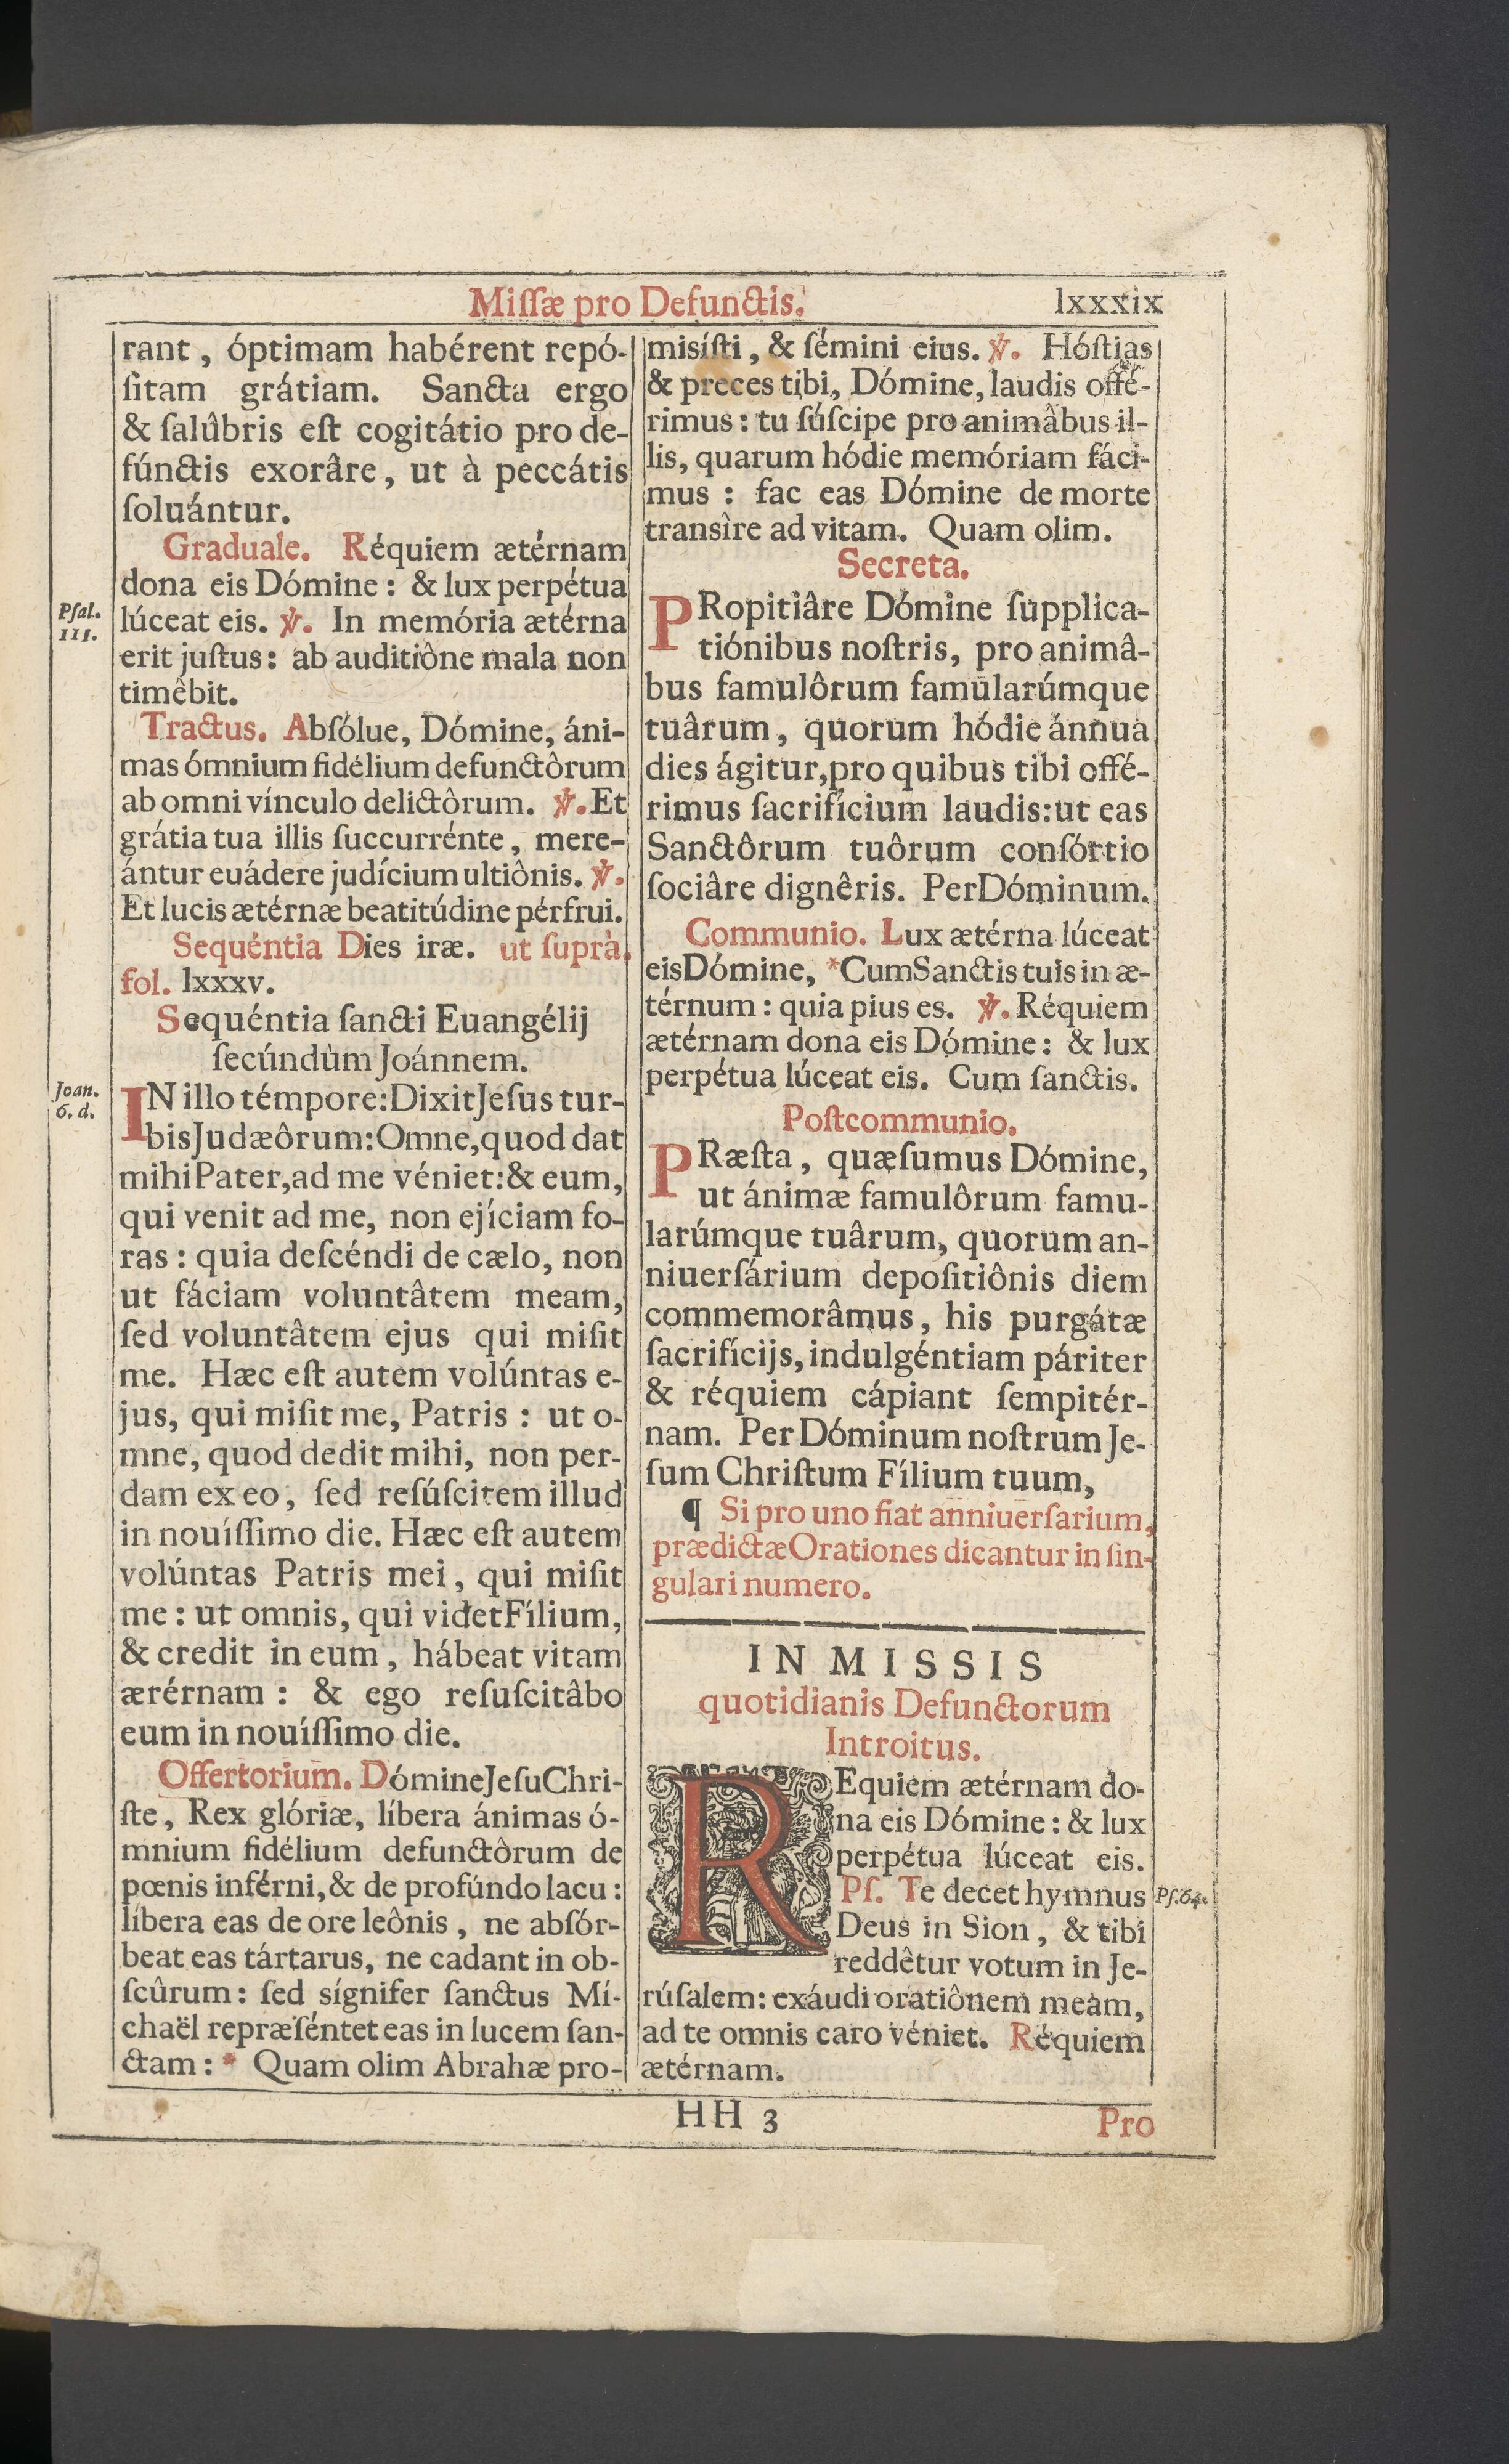 Miſſæ pro Defunctis.
lxxxix
rant, óptimam habérent repó-
ſitam grátiam. Sancta ergo
& ſalûbris eſt cogitátio pro de-
fúnctis exorâre, ut à peccátis
ſoluántur.
Graduale. Réquiem ætérnam
dona eis Dómine: & lux perpétua
Pſal.
111.
lúceat eis. ℣. In memória ætérna
erit juſtus: ab auditiône mala non
timêbit.
Tractus. Abſólue, Dómine, áni-
mas ómnium fidélium defunctôrum
ab omni vínculo delictôrum. ℣. Et
grátia tua illis ſuccurrénte, mere-
ántur euádere judícium ultiônis. ℣.
Et lucis ætérnæ beatitúdine pérfrui.
Sequéntia Dies iræ. ut ſuprà.
fol. lxxxv.
Sequéntia ſancti Euangélij
ſecúndùm Joánnem.
Joan.
6. d.
IN illo témpore: Dixit Jeſus tur-
bis Judæôrum: Omne, quod dat
mihi Pater, ad me véniet: & eum,
qui venit ad me, non ejíciam fo-
ras: quia deſcéndi de cælo, non
ut fáciam voluntâtem meam,
ſed voluntâtem ejus qui miſit
me. Hæc eſt autem volúntas e-
jus, qui miſit me, Patris: ut o-
mne, quod dedit mihi, non per-
dam ex eo, ſed reſúſcitem illud
in nouíſſimo die. Hæc eſt autem
volúntas Patris mei, qui miſit
me: ut omnis, qui videt Fílium,
& credit in eum, hábeat vitam
ærérnam: & ego reſuſcitâbo
eum in nouíſſimo die.
Offertorium. Dómine Jeſu Chri-
ſte, Rex glóriæ, líbera ánimas ó-
mnium fidélium defunctôrum de
pœnis inférni, & de profúndo lacu:
líbera eas de ore leônis, ne abſór-
beat eas tártarus, ne cadant in ob-
ſcûrum: ſed sígnifer ſanctus Mí-
chaël repræſéntet eas in lucem ſan-
ctam: * Quam olim Abrahæ pro-
misíſti, & ſémini eius. ℣. Hóſtias
& preces tibi, Dómine, laudis offé-
rimus: tu ſúſcipe pro animâbus il-
lis, quarum hódie memóriam fáci-
mus: fac eas Dómine de morte
transîre ad vitam. Quam olim.
Secreta.
PRopitiâre Dómine ſupplica-
tiónibus noſtris, pro animâ-
bus famulôrum famularúmque
tuârum, quorum hódie ánnua
dies ágitur, pro quibus tibi offé-
rimus ſacrifícium laudis: ut eas
Sanctôrum tuôrum conſórtio
ſociâre dignêris. Per Dóminum.
Communio. Lux ætérna lúceat
eis Dómine, * Cum Sanctis tuis in æ-
térnum: quia pius es. ℣. Réquiem
ætérnam dona eis Dómine: & lux
perpétua lúceat eis. Cum ſanctis.
Poſtcommunio.
PRæſta, quæſumus Dómine,
ut ánimæ famulôrum famu-
larúmque tuârum, quorum an-
niuerſárium depoſitiônis diem
commemorâmus, his purgátæ
ſacrifícijs, indulgéntiam páriter
& réquiem cápiant ſempitér-
nam. Per Dóminum noſtrum Je-
ſum Chriſtum Fílium tuum,
¶ Si pro uno fiat anniuerſarium,
prædictæ Orationes dicantur in ſin-
gulari numero.
IN MISSIS
quotidianis Defunctorum
Introitus.
REquiem ætérnam do-
na eis Dómine: & lux
perpétua lúceat eis.
Pſ. Te decet hymnus
Pſ. 64.
Deus in Sion, & tibi
reddêtur votum in Je-
rúſalem: exáudi oratiônem meam,
ad te omnis caro véniet. Réquiem
ætérnam.
HH 3
Pro